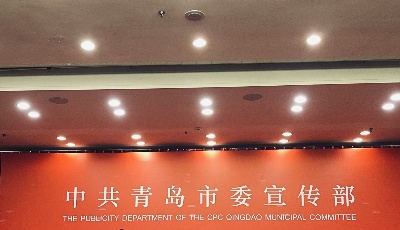 中共青岛市委宣传部
THE PUBLICITY DEPARTMENT OF THE CPC QINGDAO MUNICIPAL COMMITTEE